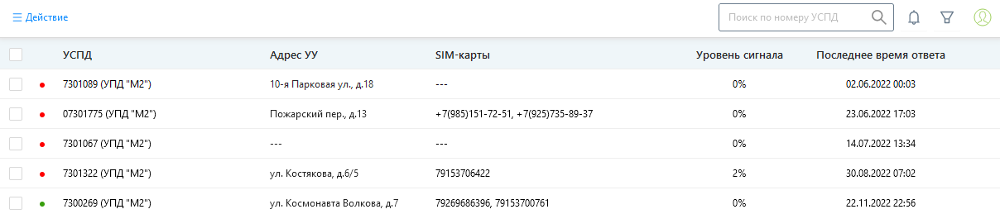 Действие Поиск по номеру УСПД
УСПД Адрес УУ SIM-карты Уровень сигнала Последнее время ответа
7301089 (УПД "М2") 10-я Парковая ул., д.18 --- 0% 02.06.2022 00:03
07301775 (УПД "М2") Пожарский пер., д.13 +7(985)151-72-51, +7(925)735-89-37 0% 23.06.2022 17:03
7301067 (УПД "М2") --- --- 0% 14.07.2022 13:34
7301322 (УПД "М2") ул. Костякова, д.6/5 79153706422 2% 30.08.2022 07:02
7300269 (УПД "М2") ул. Космонавта Волкова, д.7 79269686396, 79153700761 0% 22.11.2022 22:56